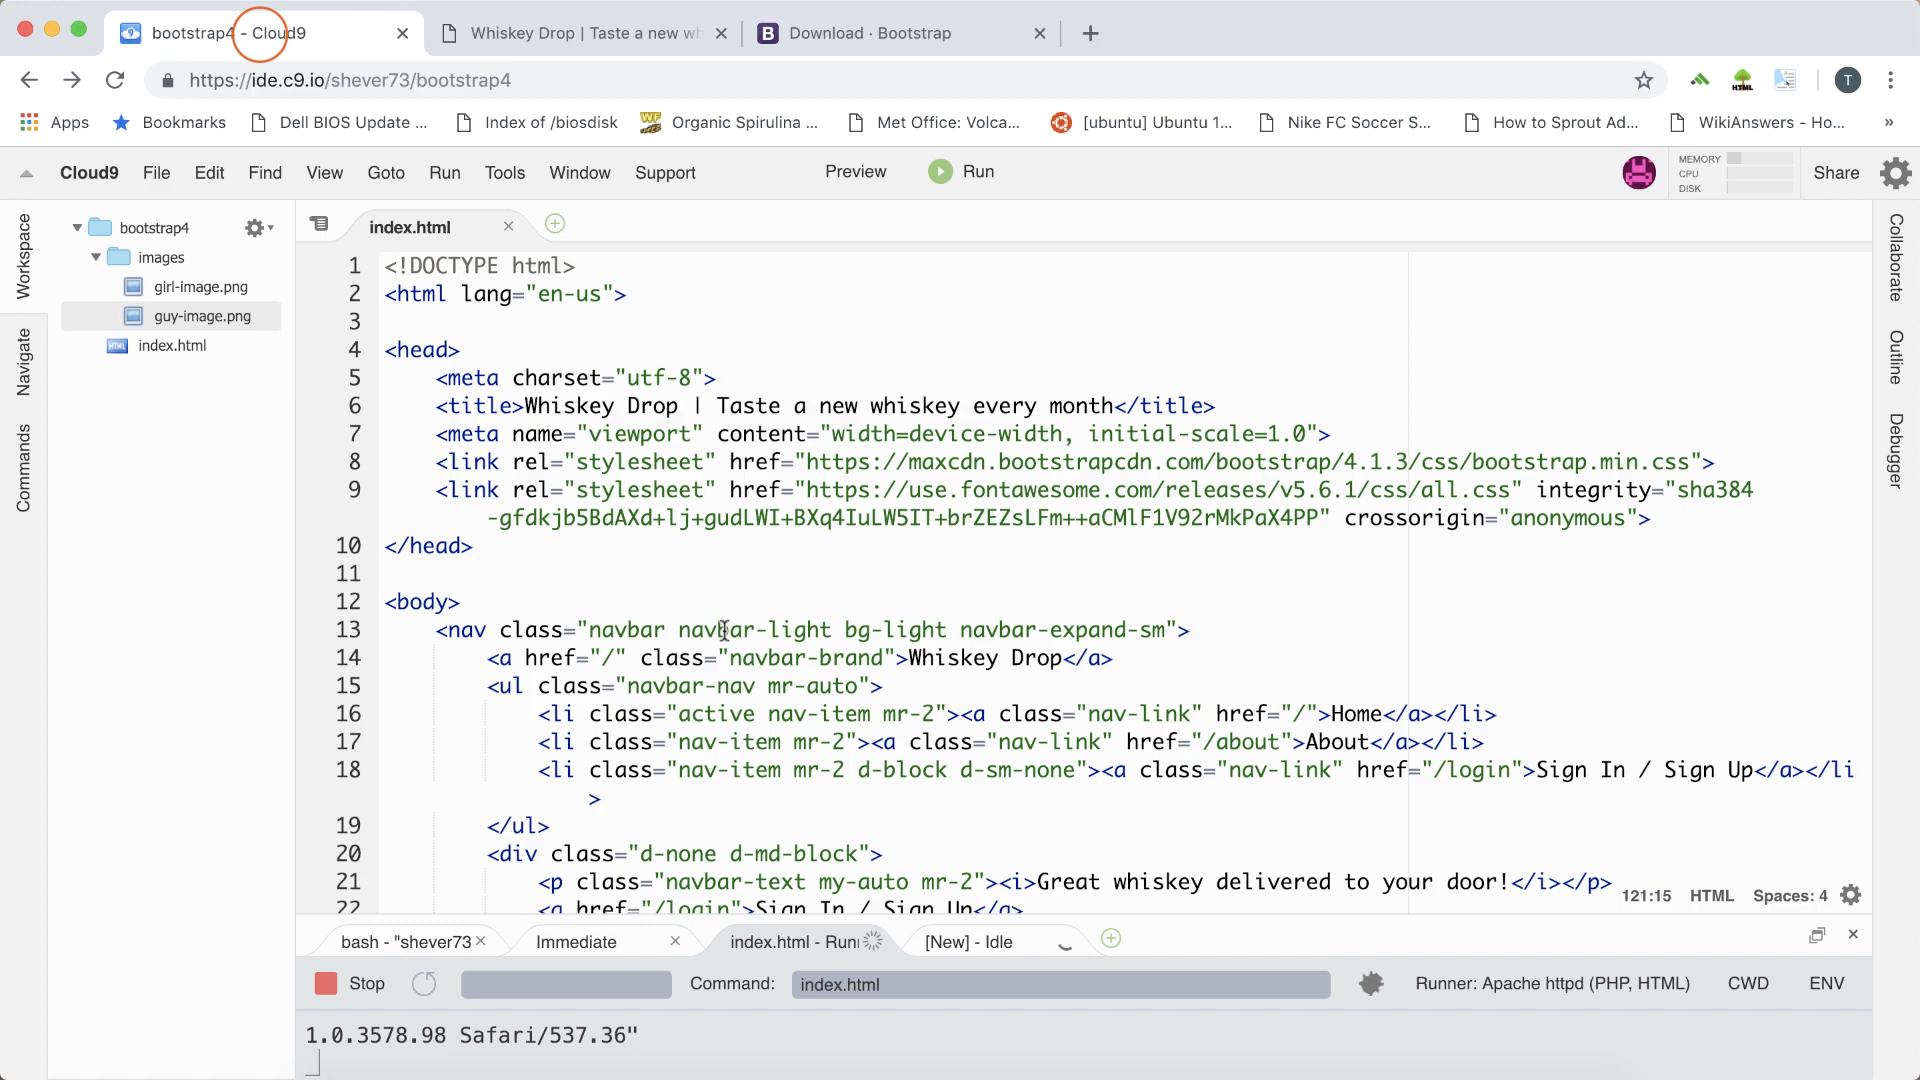 bootstrap4 - Cloud9
Whiskey Drop | Taste a new wh
Download · Bootstrap
https://ide.c9.io/shever73/bootstrap4
T
Apps
Bookmarks
Dell BIOS Update ...
Index of /biosdisk
Organic Spirulina ...
Met Office: Volca...
[ubuntu] Ubuntu 1...
Nike FC Soccer S...
How to Sprout Ad...
WikiAnswers - Ho...
»
Cloud9 File Edit Find View Goto Run Tools Window Support Preview Run
MEMORY
CPU
DISK
Share
Workspace
Navigate
Commands
bootstrap4
images
girl-image.png
guy-image.png
index.html
index.html
1 <!DOCTYPE html>
2 <html lang="en-us">
3
4 <head>
5 <meta charset="utf-8">
6 <title>Whiskey Drop | Taste a new whiskey every month</title>
7 <meta name="viewport" content="width=device-width, initial-scale=1.0">
8 <link rel="stylesheet" href="https://maxcdn.bootstrapcdn.com/bootstrap/4.1.3/css/bootstrap.min.css">
9 <link rel="stylesheet" href="https://use.fontawesome.com/releases/v5.6.1/css/all.css" integrity="sha384
-gfdkjb5BdAXd+lj+gudLWI+BXq4IuLW5IT+brZEZsLFm++aCMlF1V92rMkPaX4PP" crossorigin="anonymous">
10 </head>
11
12 <body>
13 <nav class="navbar navbar-light bg-light navbar-expand-sm">
14 <a href="/" class="navbar-brand">Whiskey Drop</a>
15 <ul class="navbar-nav mr-auto">
16 <li class="active nav-item mr-2"><a class="nav-link" href="/">Home</a></li>
17 <li class="nav-item mr-2"><a class="nav-link" href="/about">About</a></li>
18 <li class="nav-item mr-2 d-block d-sm-none"><a class="nav-link" href="/login">Sign In / Sign Up</a></li
>
19 </ul>
20 <div class="d-none d-md-block">
21 <p class="navbar-text my-auto mr-2"><i>Great whiskey delivered to your door!</i></p>
22 <a href="/login">Sign In / Sign Up</a>
121:15 HTML Spaces: 4
Collaborate
Outline
Debugger
bash - "shever73
Immediate
index.html - Run
[New] - Idle
Stop
Command: index.html
Runner: Apache httpd (PHP, HTML) CWD ENV
1.0.3578.98 Safari/537.36"